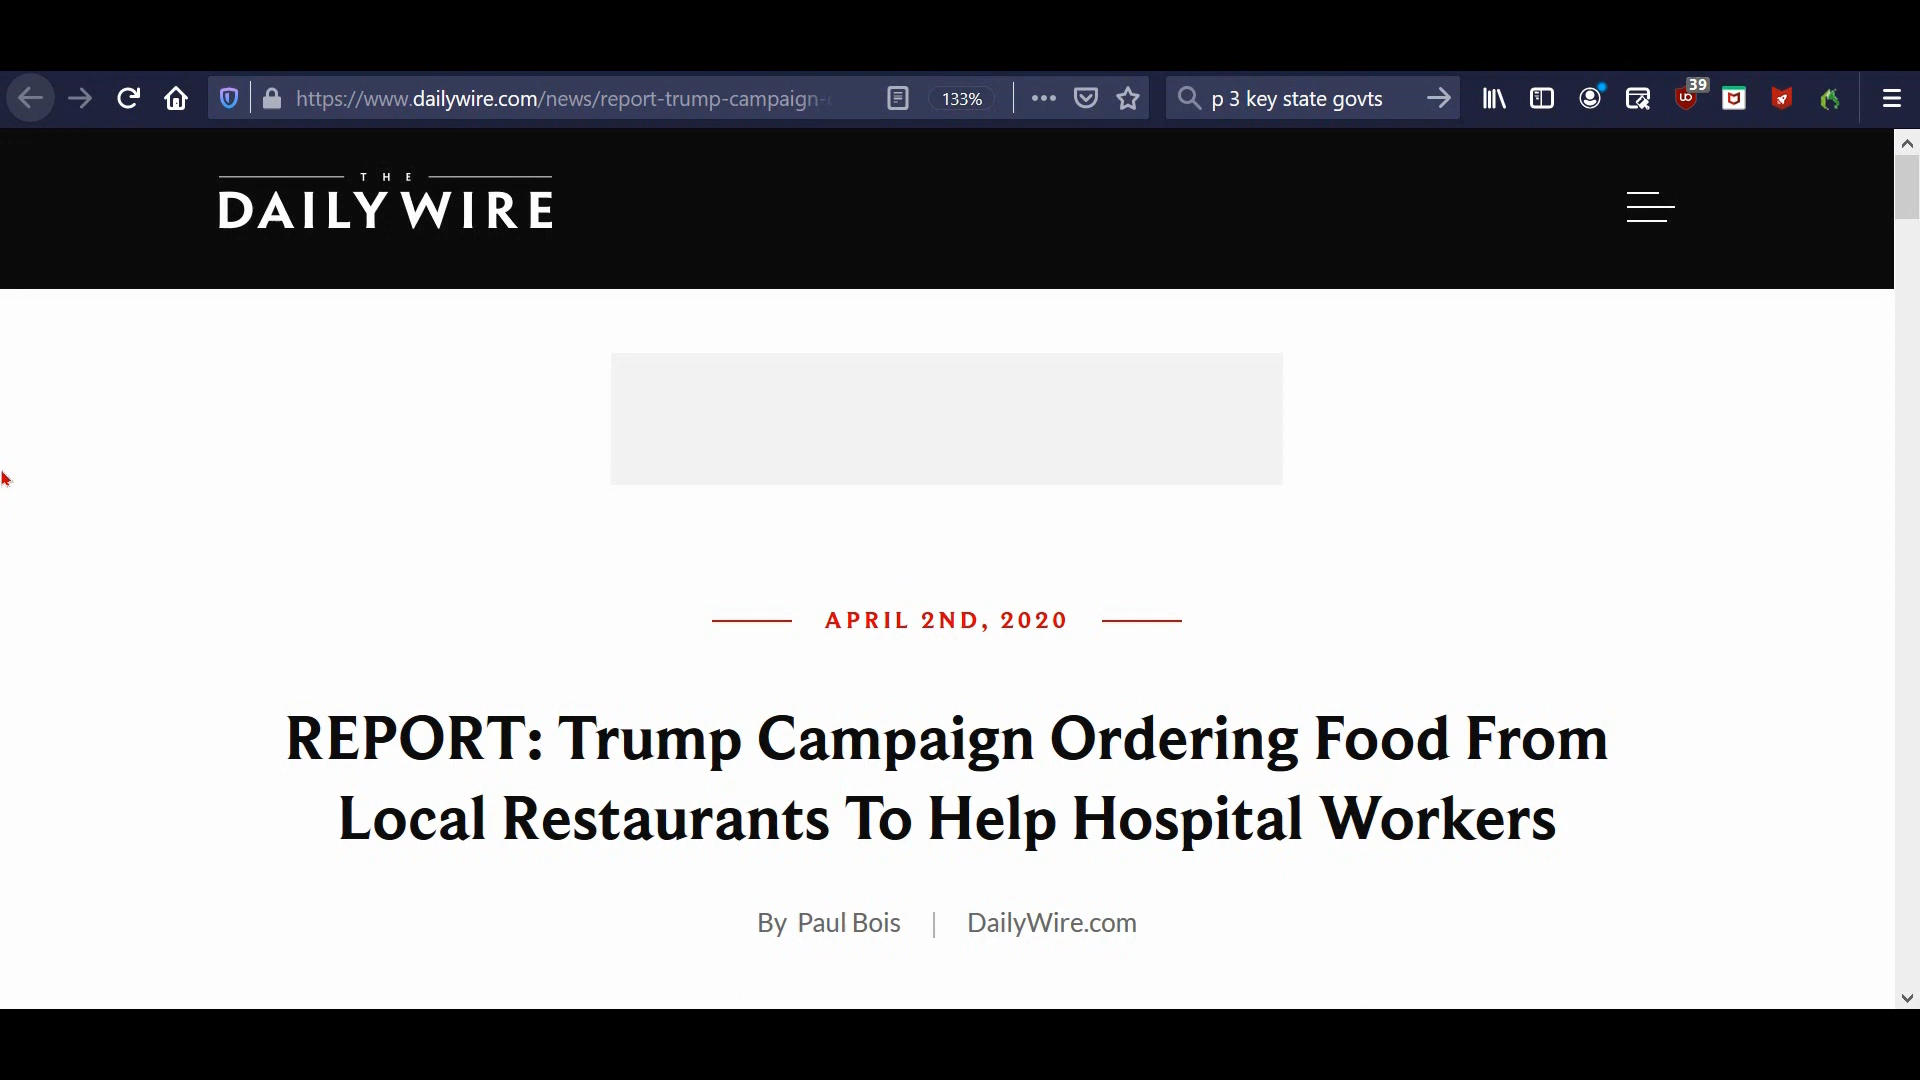 https://www.dailywire.com/news/report-trump-campaign-
133%
p 3 key state govts
39
THE
DAILY WIRE
APRIL 2ND, 2020
REPORT: Trump Campaign Ordering Food From
Local Restaurants To Help Hospital Workers
By Paul Bois | DailyWire.com